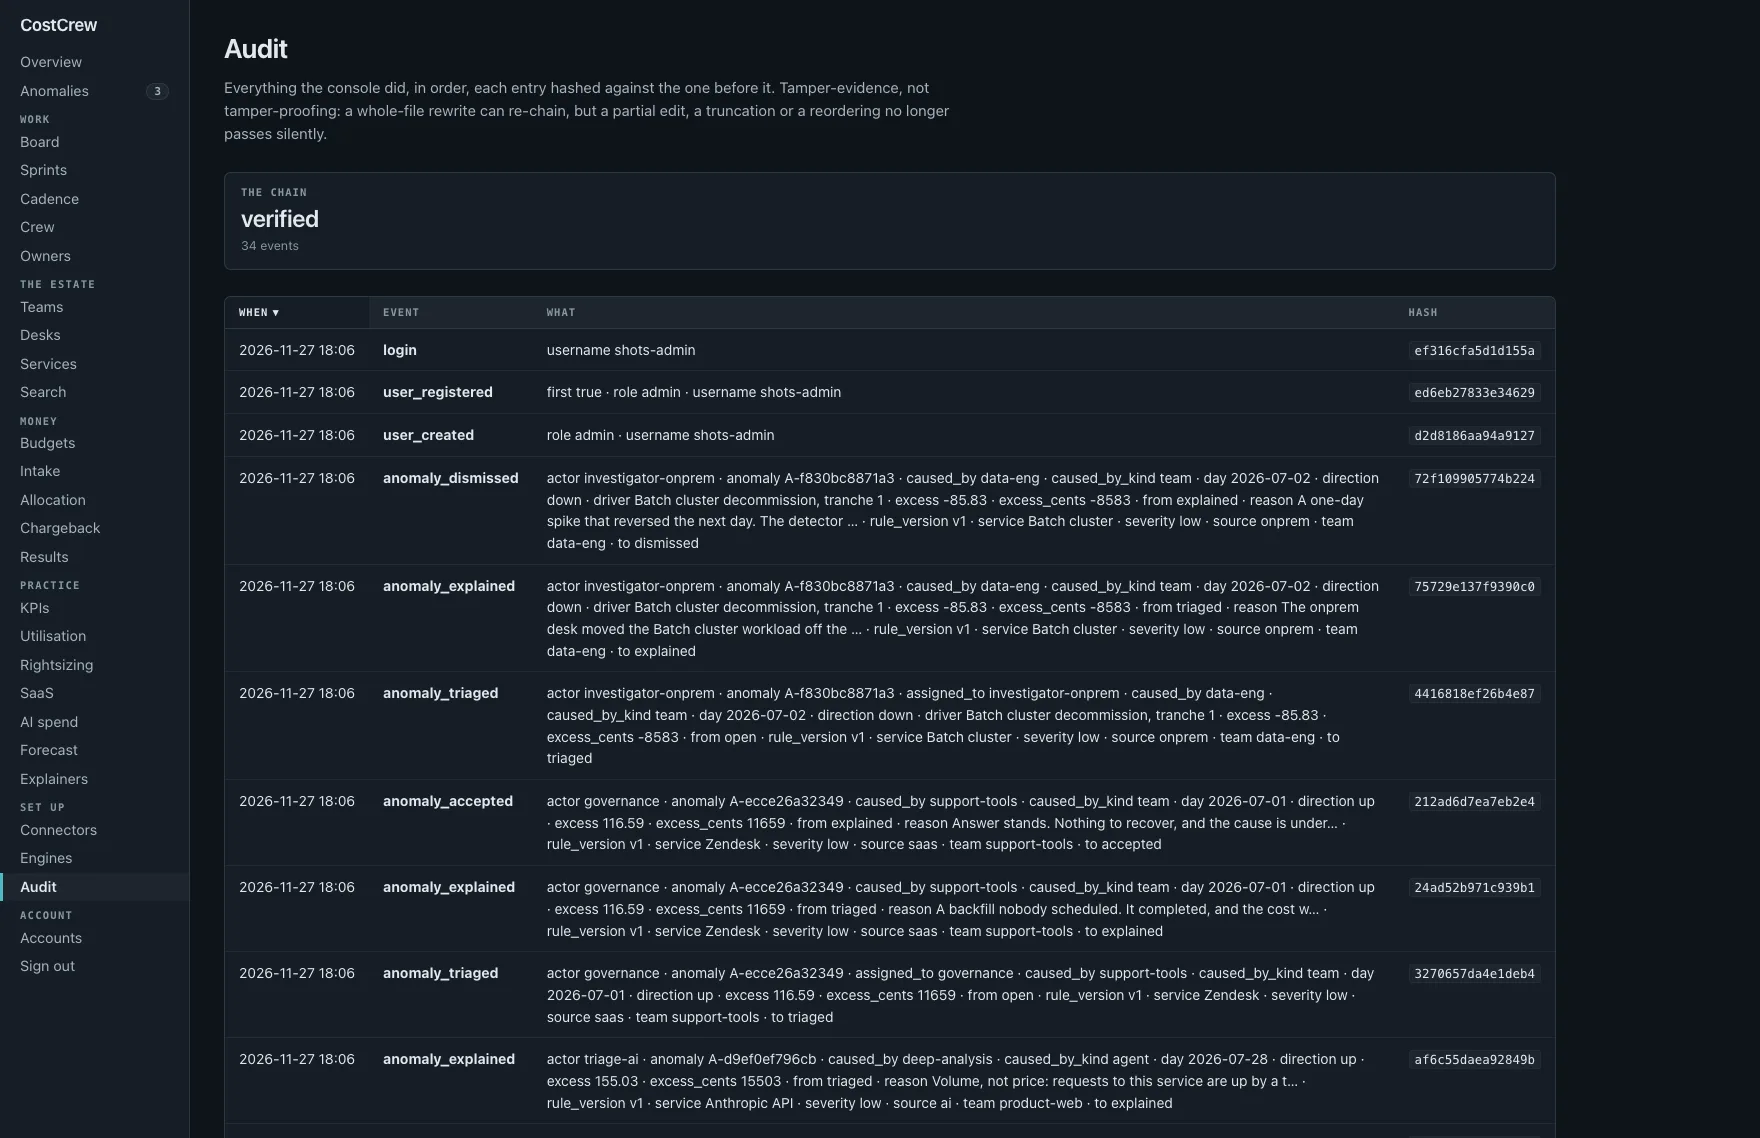 CostCrew
Overview
Anomalies 3
WORK
Board
Sprints
Cadence
Crew
Owners
THE ESTATE
Teams
Desks
Services
Search
MONEY
Budgets
Intake
Allocation
Chargeback
Results
PRACTICE
KPIs
Utilisation
Rightsizing
SaaS
AI spend
Forecast
Explainers
SET UP
Connectors
Engines
Audit
ACCOUNT
Accounts
Sign out
Audit
Everything the console did, in order, each entry hashed against the one before it. Tamper-evidence, not
tamper-proofing: a whole-file rewrite can re-chain, but a partial edit, a truncation or a reordering no longer
passes silently.
THE CHAIN
verified
34 events
WHEN ▼ EVENT WHAT HASH
2026-11-27 18:06 login username shots-admin ef316cfa5d1d155a
2026-11-27 18:06 user_registered first true · role admin · username shots-admin ed6eb27833e34629
2026-11-27 18:06 user_created role admin · username shots-admin d2d8186aa94a9127
2026-11-27 18:06 anomaly_dismissed actor investigator-onprem · anomaly A-f830bc8871a3 · caused_by data-eng · caused_by_kind team · day 2026-07-02 · direction 72f109905774b224
down · driver Batch cluster decommission, tranche 1 · excess -85.83 · excess_cents -8583 · from explained · reason A one-day
spike that reversed the next day. The detector … · rule_version v1 · service Batch cluster · severity low · source onprem · team
data-eng · to dismissed
2026-11-27 18:06 anomaly_explained actor investigator-onprem · anomaly A-f830bc8871a3 · caused_by data-eng · caused_by_kind team · day 2026-07-02 · direction 75729e137f9390c0
down · driver Batch cluster decommission, tranche 1 · excess -85.83 · excess_cents -8583 · from triaged · reason The onprem
desk moved the Batch cluster workload off the … · rule_version v1 · service Batch cluster · severity low · source onprem · team
data-eng · to explained
2026-11-27 18:06 anomaly_triaged actor investigator-onprem · anomaly A-f830bc8871a3 · assigned_to investigator-onprem · caused_by data-eng · 4416818ef26b4e87
caused_by_kind team · day 2026-07-02 · direction down · driver Batch cluster decommission, tranche 1 · excess -85.83 ·
excess_cents -8583 · from open · rule_version v1 · service Batch cluster · severity low · source onprem · team data-eng · to
triaged
2026-11-27 18:06 anomaly_accepted actor governance · anomaly A-ecce26a32349 · caused_by support-tools · caused_by_kind team · day 2026-07-01 · direction up 212ad6d7ea7eb2e4
· excess 116.59 · excess_cents 11659 · from explained · reason Answer stands. Nothing to recover, and the cause is under… ·
rule_version v1 · service Zendesk · severity low · source saas · team support-tools · to accepted
2026-11-27 18:06 anomaly_explained actor governance · anomaly A-ecce26a32349 · caused_by support-tools · caused_by_kind team · day 2026-07-01 · direction up 24ad52b971c939b1
· excess 116.59 · excess_cents 11659 · from triaged · reason A backfill nobody scheduled. It completed, and the cost w… ·
rule_version v1 · service Zendesk · severity low · source saas · team support-tools · to explained
2026-11-27 18:06 anomaly_triaged actor governance · anomaly A-ecce26a32349 · assigned_to governance · caused_by support-tools · caused_by_kind team · day 3270657da4e1deb4
2026-07-01 · direction up · excess 116.59 · excess_cents 11659 · from open · rule_version v1 · service Zendesk · severity low ·
source saas · team support-tools · to triaged
2026-11-27 18:06 anomaly_explained actor triage-ai · anomaly A-d9ef0ef796cb · caused_by deep-analysis · caused_by_kind agent · day 2026-07-28 · direction up · af6c55daea92849b
excess 155.03 · excess_cents 15503 · from triaged · reason Volume, not price: requests to this service are up by a t… ·
rule_version v1 · service Anthropic API · severity low · source ai · team product-web · to explained